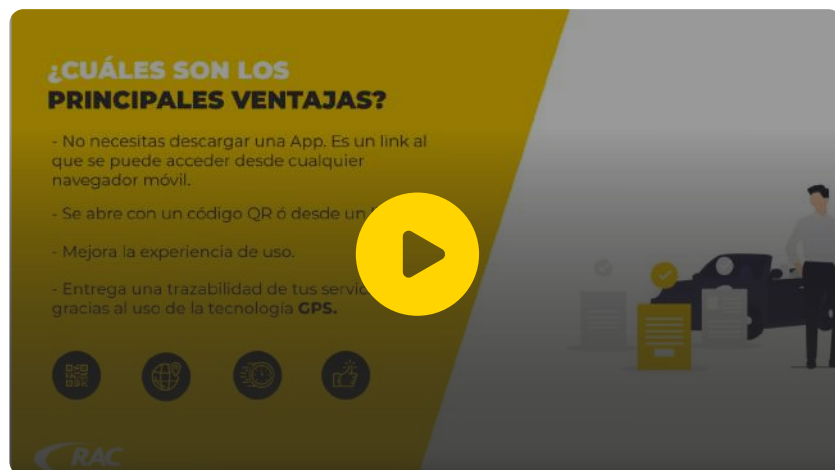 ¿CUÁLES SON LOS
PRINCIPALES VENTAJAS?
- No necesitas descargar una App. Es un link al
que se puede acceder desde cualquier
navegador móvil.
- Se abre con un código QR ó desde un
- Mejora la experiencia de uso.
- Entrega una trazabilidad de tus
gracias al uso de la tecnología GPS.
RAC